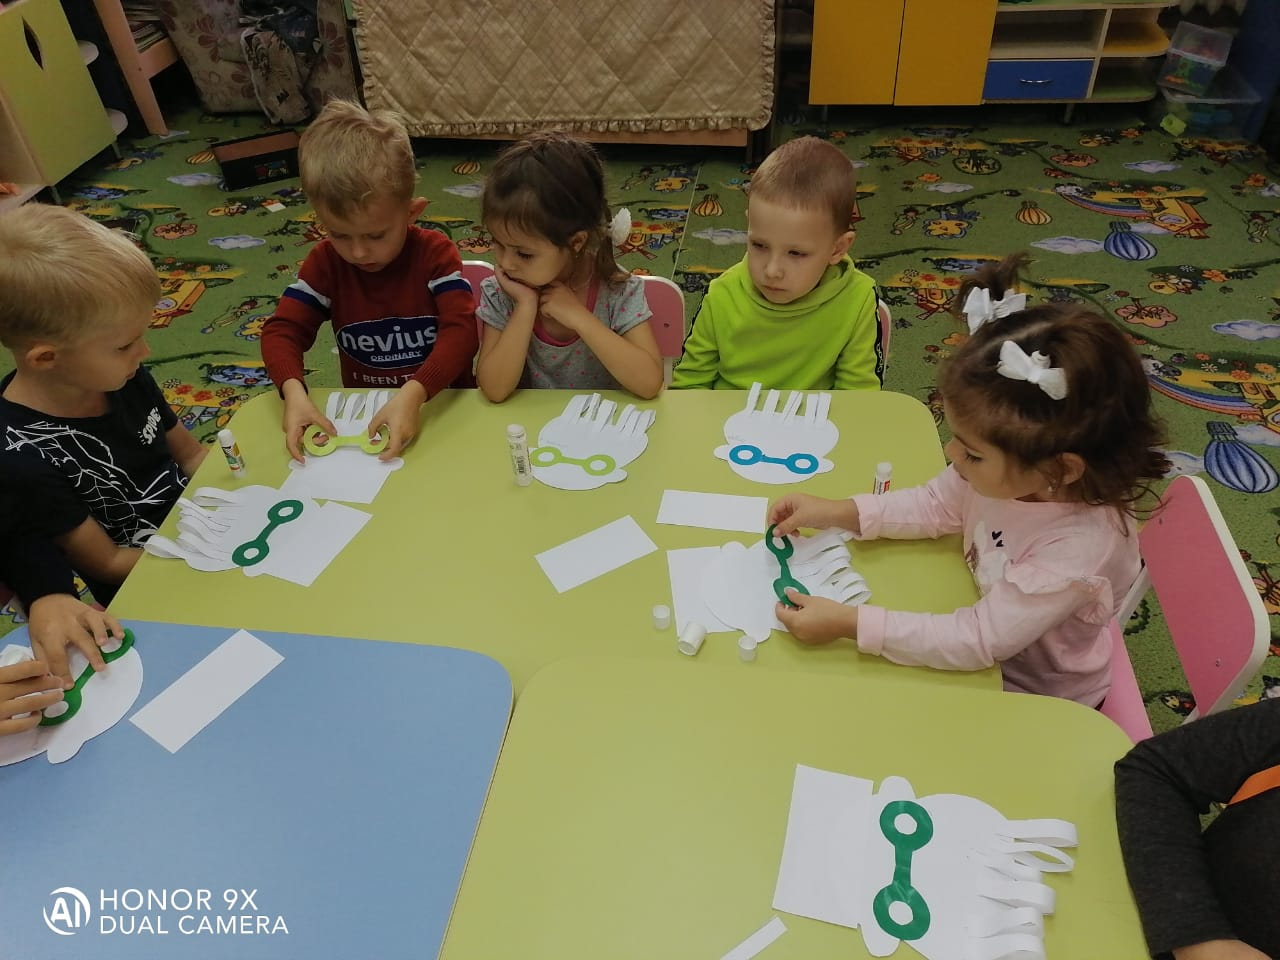 nevius
ORDINARY
I BEEN T
SPORT
HONOR 9X
DUAL CAMERA